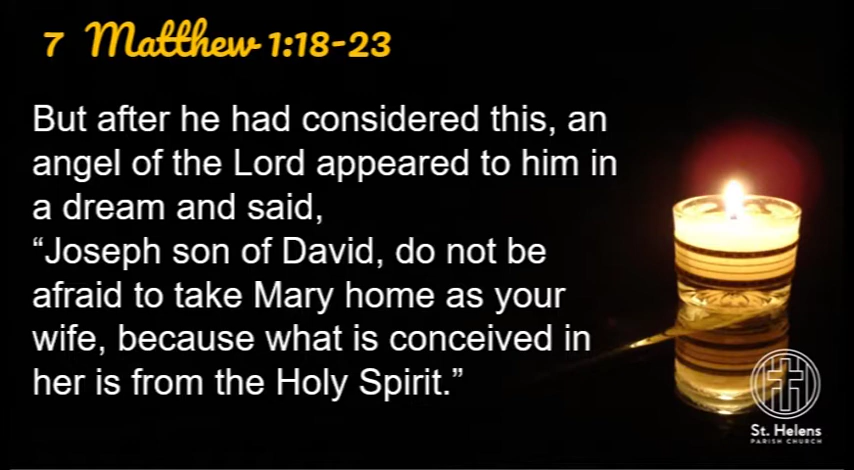 7 Matthew 1:18-23
But after he had considered this, an
angel of the Lord appeared to him in
a dream and said,
“Joseph son of David, do not be
afraid to take Mary home as your
wife, because what is conceived in
her is from the Holy Spirit.”
St. Helens
PARISH CHURCH